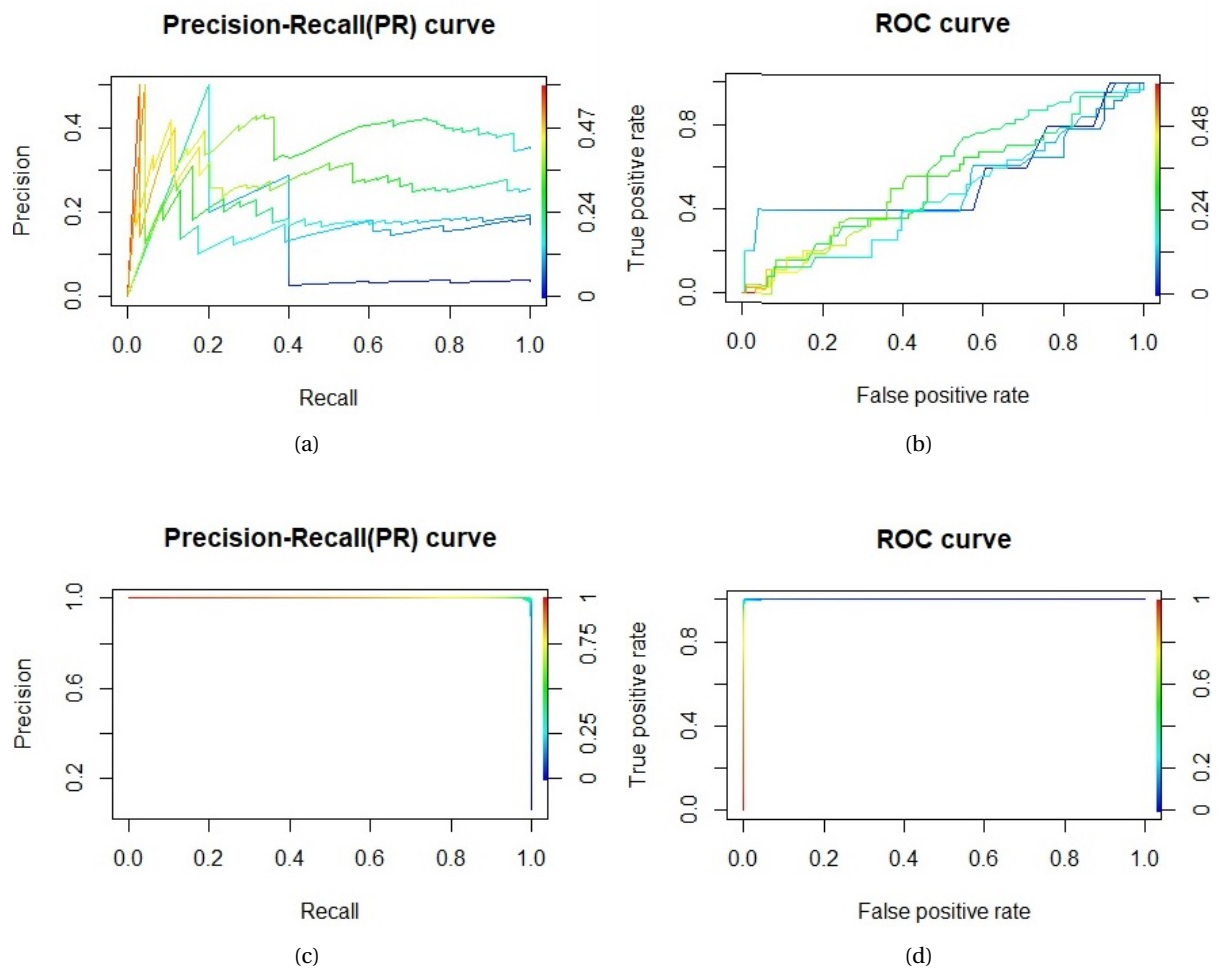 Precision-Recall(PR) curve
Precision
0.0 0.2 0.4
0 0.24 0.47
0.0 0.2 0.4 0.6 0.8 1.0
Recall
(a)
ROC curve
True positive rate
0.0 0.4 0.8
0 0.24 0.48
0.0 0.2 0.4 0.6 0.8 1.0
False positive rate
(b)
Precision-Recall(PR) curve
Precision
0.2 0.6 1.0
0 0.25 0.75 1
0.0 0.2 0.4 0.6 0.8 1.0
Recall
(c)
ROC curve
True positive rate
0.0 0.4 0.8
0 0.2 0.6 1
0.0 0.2 0.4 0.6 0.8 1.0
False positive rate
(d)